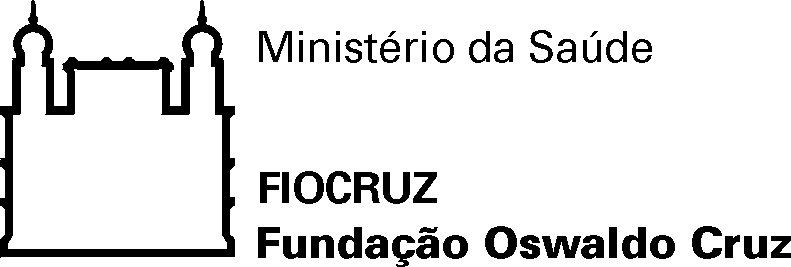 Ministério da Saúde
FIOCRUZ
Fundação Oswaldo Cruz